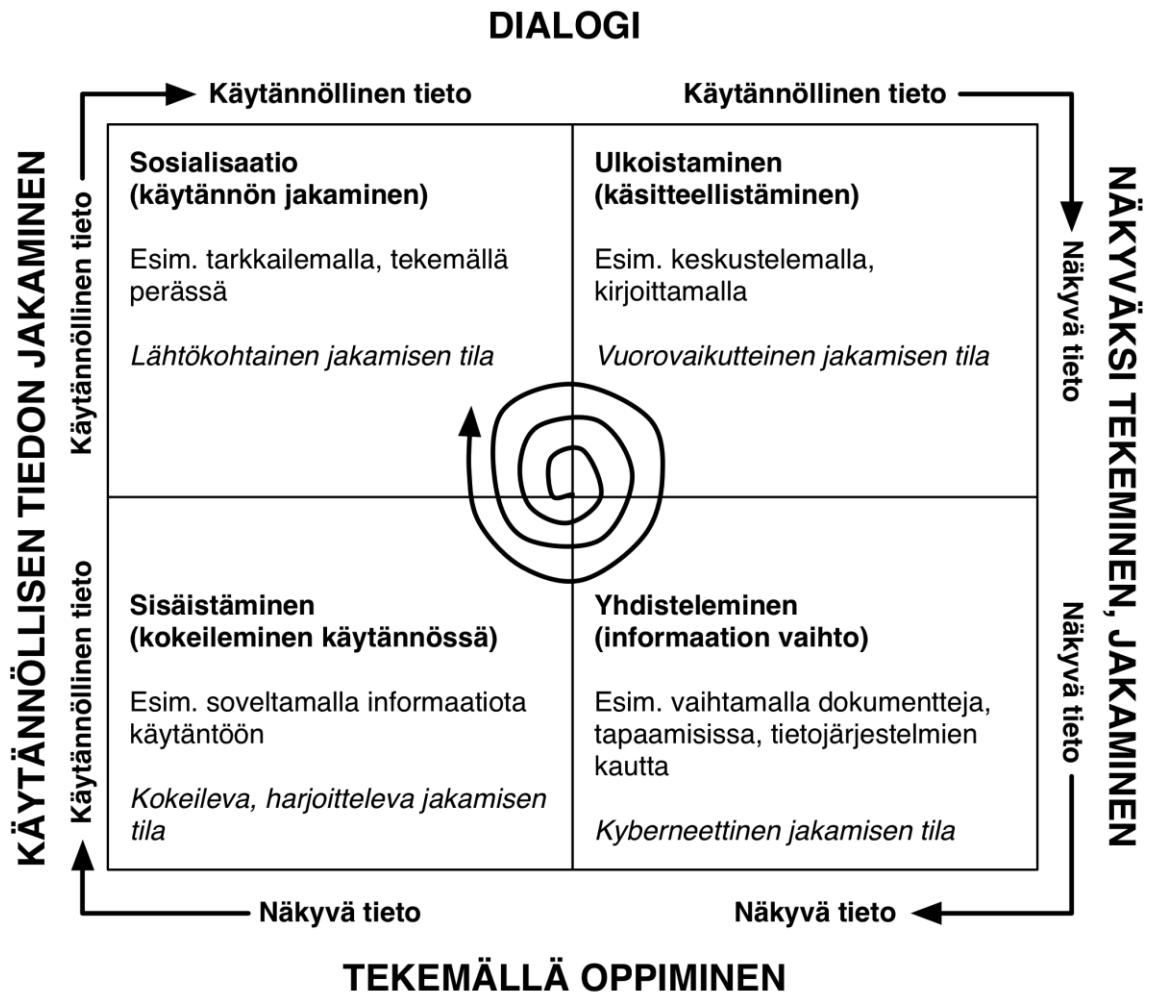 DIALOGI
Käytännöllinen tieto
Käytännöllinen tieto
KÄYTÄNNÖLLISEN TIEDON JAKAMINEN
Käytännöllinen tieto
Sosialisaatio
(käytännön jakaminen)
Esim. tarkkailemalla, tekemällä
perässä
Lähtökohtainen jakamisen tila
Ulkoistaminen
(käsitteellistäminen)
Esim. keskustelemalla,
kirjoittamalla
Vuorovaikutteinen jakamisen tila
Näkyvä tieto
NÄKYVÄKSI TEKEMINEN, JAKAMINEN
Käytännöllinen tieto
Sisäistäminen
(kokeileminen käytännössä)
Esim. soveltamalla informaatiota
käytäntöön
Kokeileva, harjoitteleva jakamisen
tila
Yhdisteleminen
(informaation vaihto)
Esim. vaihtamalla dokumentteja,
tapaamisissa, tietojärjestelmien
kautta
Kyberneettinen jakamisen tila
Näkyvä tieto
Näkyvä tieto
Näkyvä tieto
TEKEMÄLLÄ OPPIMINEN